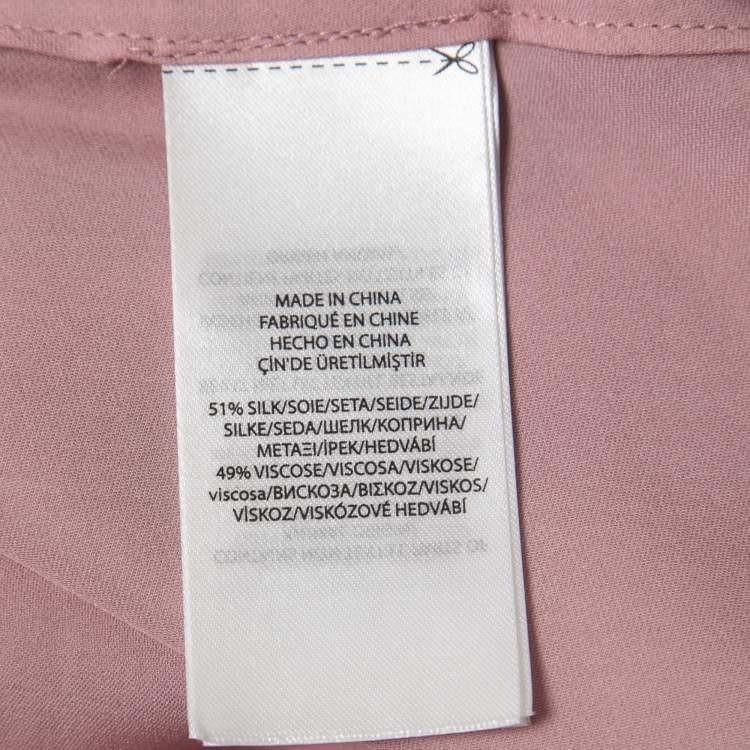 MADE IN CHINA
FABRIQUÉ EN CHINE
HECHO EN CHINA
ÇİN'DE ÜRETİLMİŞTİR
51% SILK/SOIE/SETA/SEIDE/ZIJDE/
SILKE/SEDA/ШЕЛК/КОПРИНА/
ΜΕΤΑΞΙ/İPEK/HEDVÁBÍ
49% VISCOSE/VISCOSA/VISKOSE/
viscosa/ВИСКОЗА/ΒΙΣΚΟΖ/VISKOS/
VİSKOZ/VISKÓZOVÉ HEDVÁBÍ